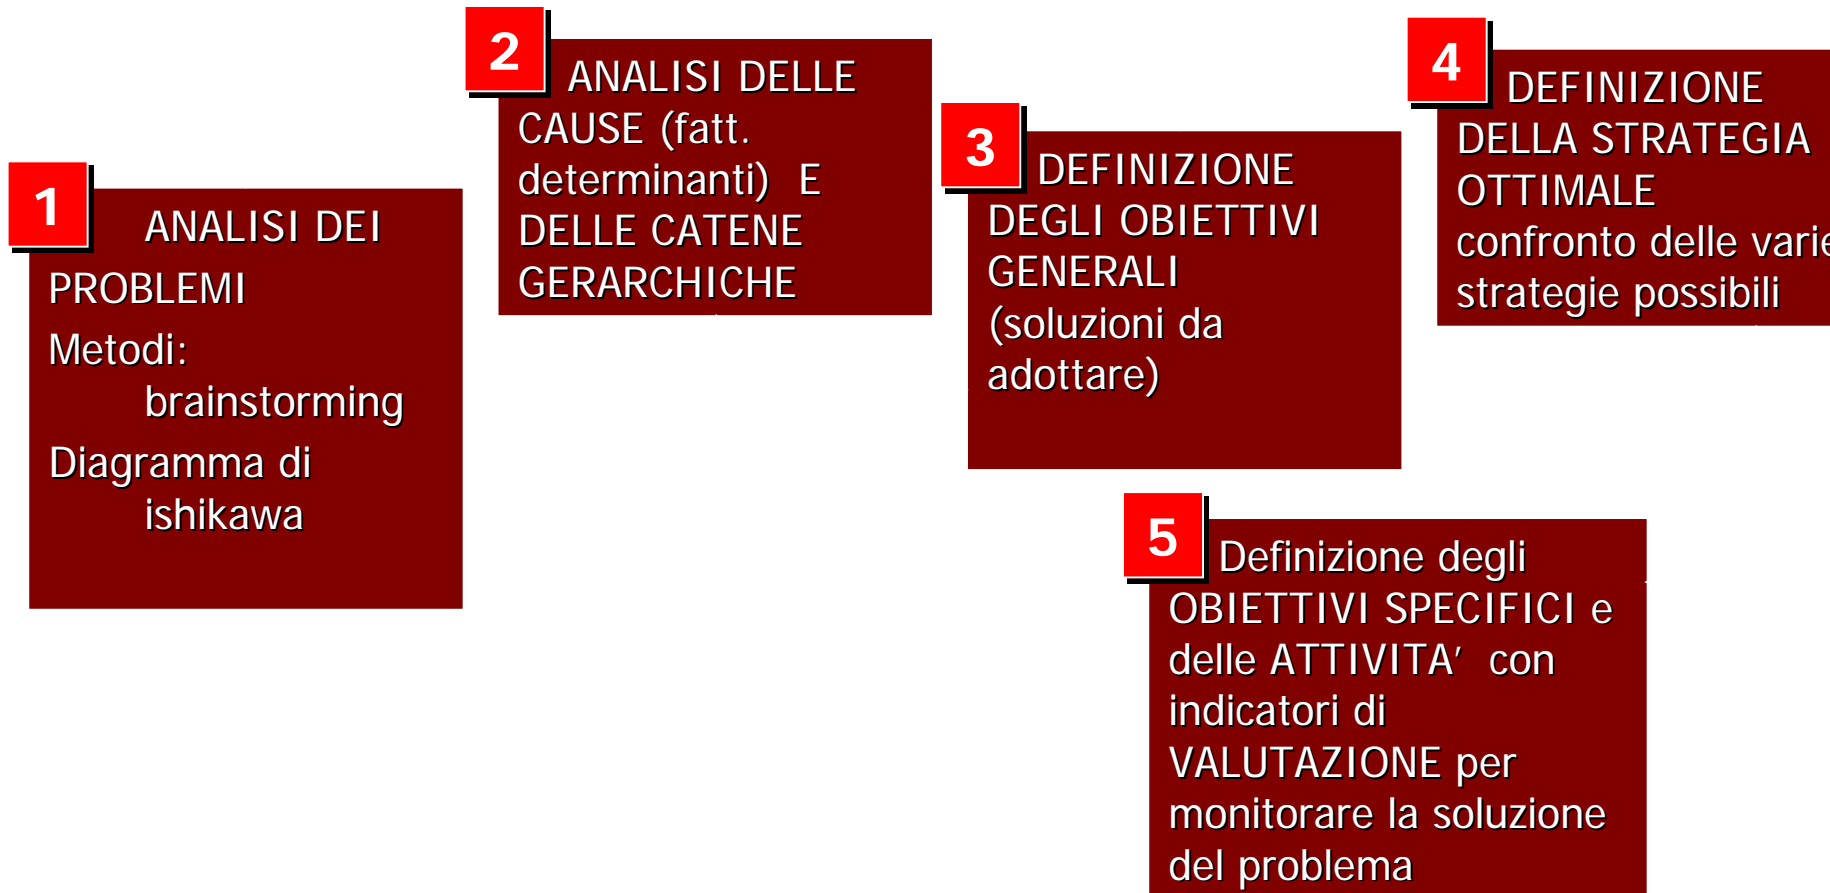 1
ANALISI DEI
PROBLEMI
Metodi:
brainstorming
Diagramma di
ishikawa
2
ANALISI DELLE
CAUSE (fatt.
determinanti) E
DELLE CATENE
GERARCHICHE
3
DEFINIZIONE
DEGLI OBIETTIVI
GENERALI
(soluzioni da
adottare)
4
DEFINIZIONE
DELLA STRATEGIA
OTTIMALE
confronto delle varie
strategie possibili
5
Definizione degli
OBIETTIVI SPECIFICI e
delle ATTIVITA’ con
indicatori di
VALUTAZIONE per
monitorare la soluzione
del problema